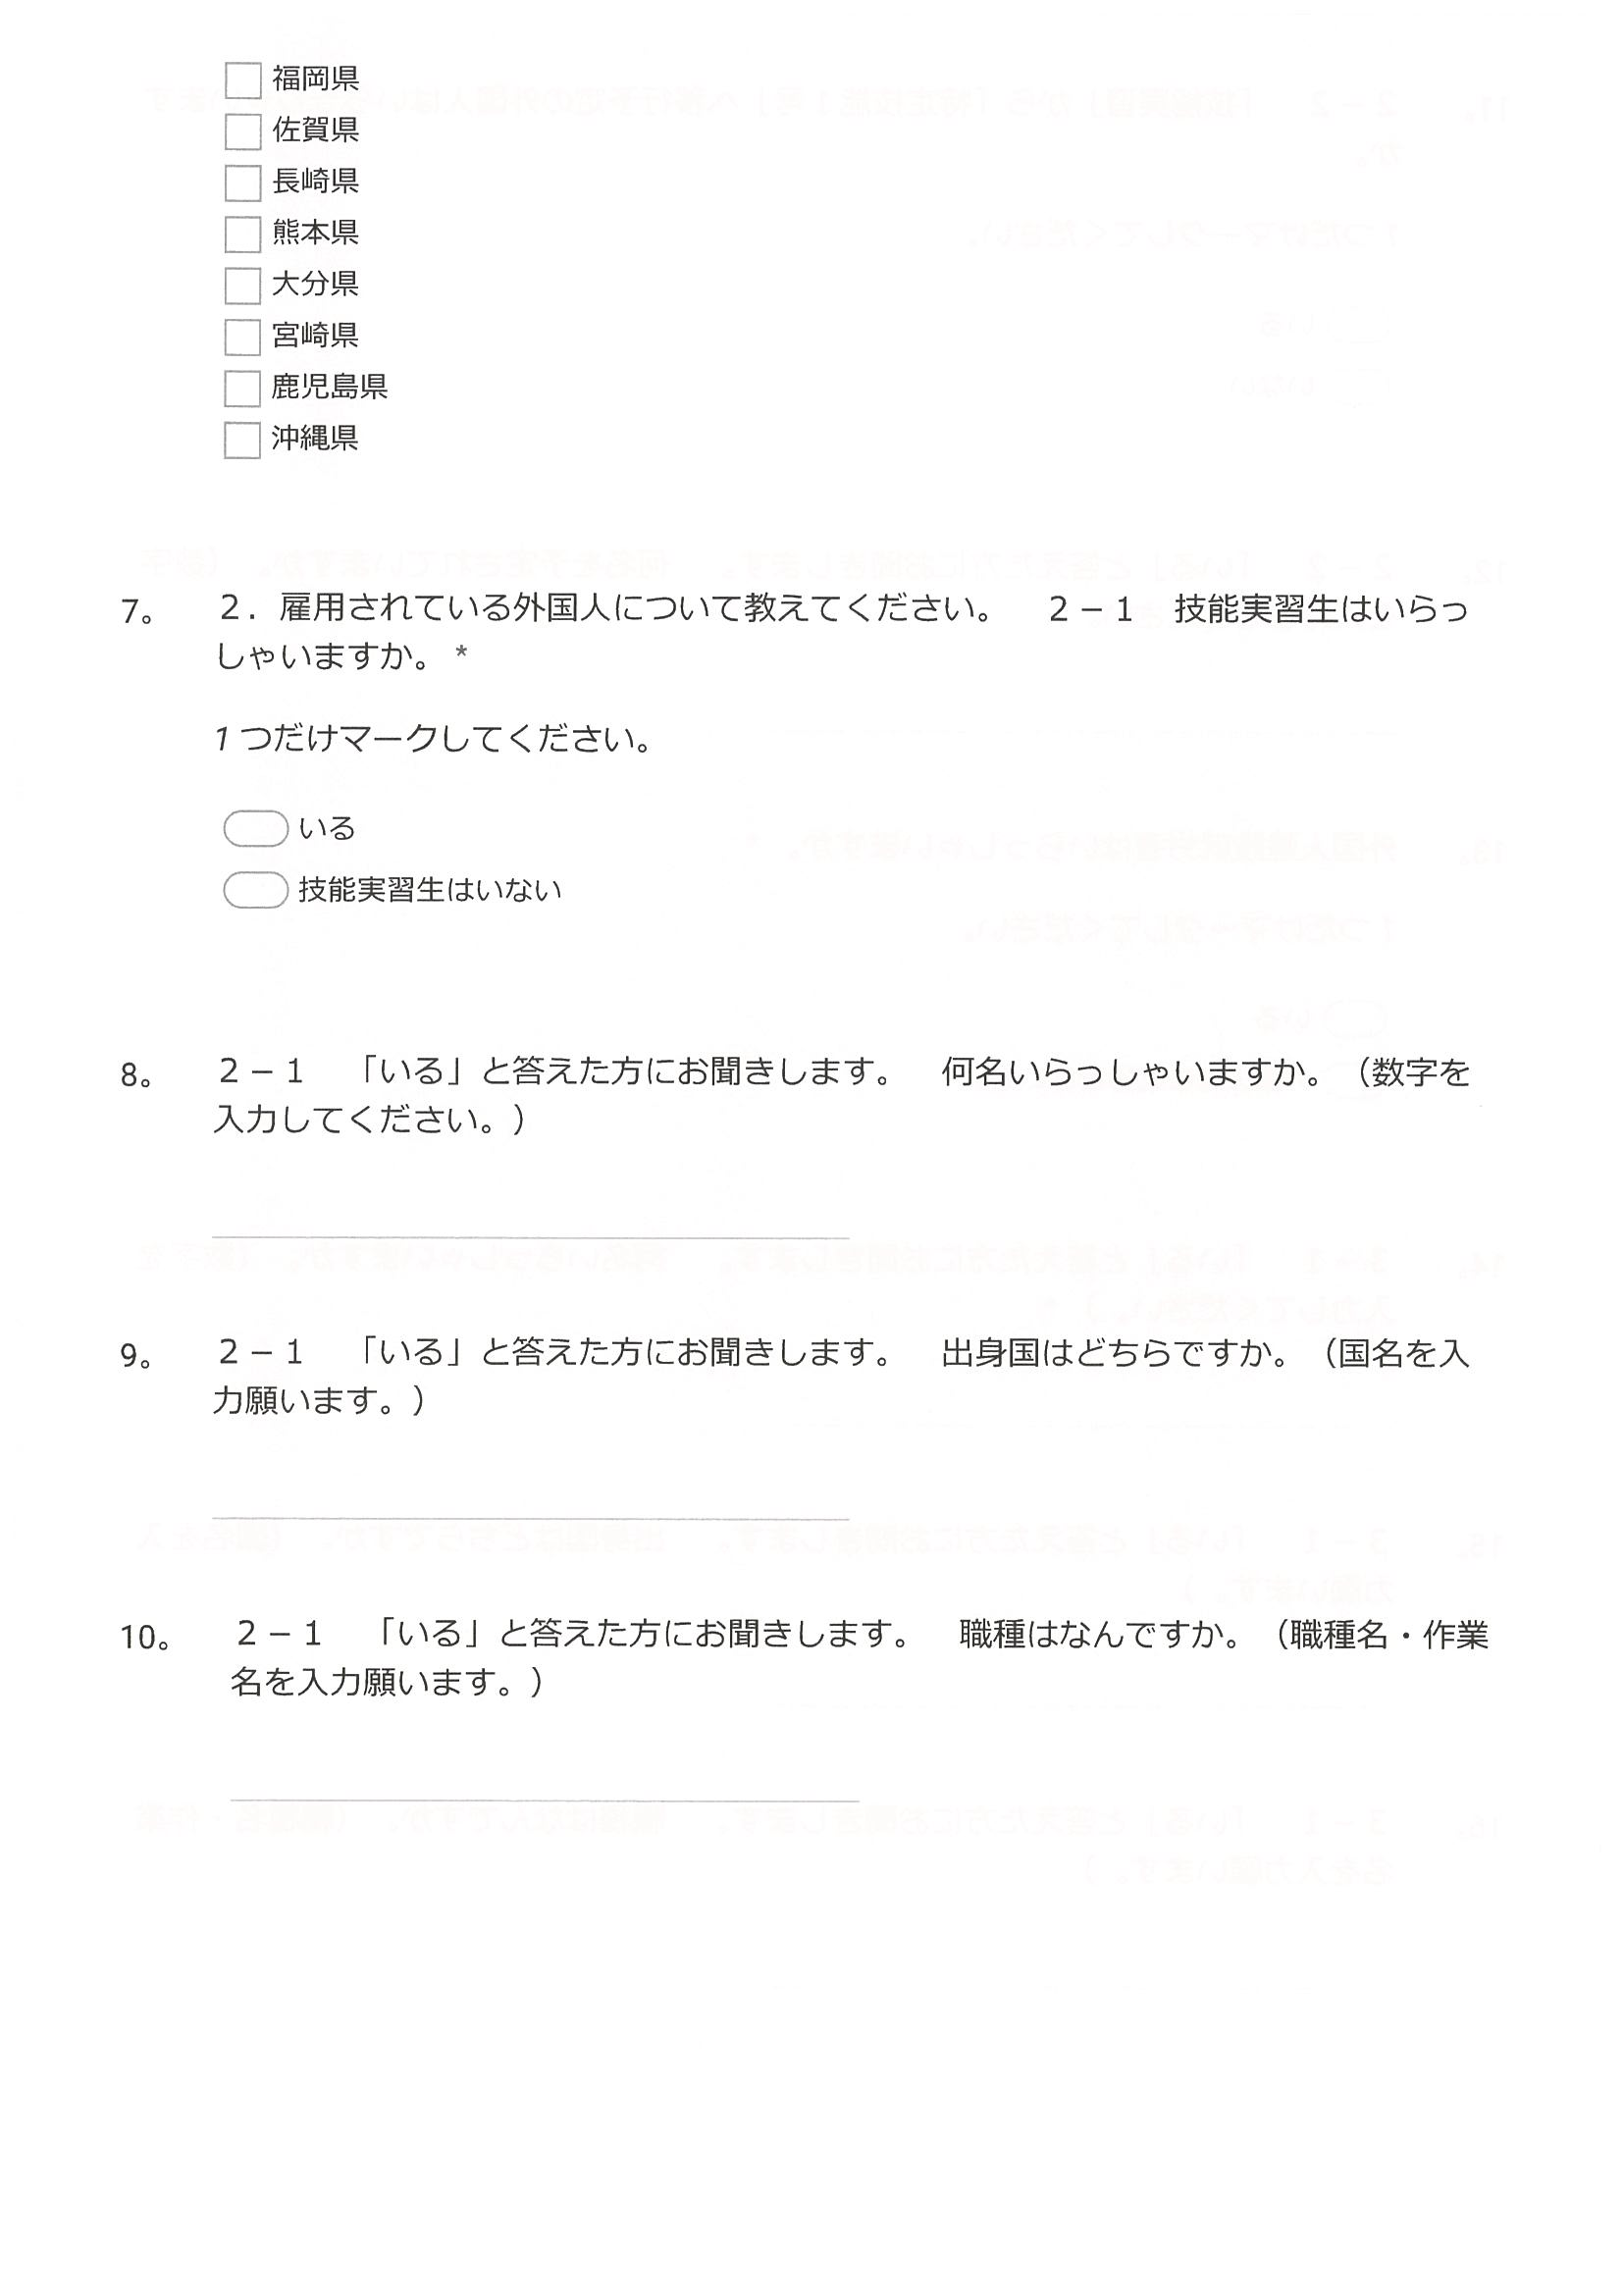 福岡県
佐賀県
長崎県
熊本県
大分県
宮崎県
鹿児島県
沖縄県
7。 ２．雇用されている外国人について教えてください。　２－１　技能実習生はいらっ
しゃいますか。 *
1 つだけマークしてください。
いる
技能実習生はいない
8。 ２－１　「いる」と答えた方にお聞きします。　何名いらっしゃいますか。（数字を
入力してください。）
9。 ２－１　「いる」と答えた方にお聞きします。　出身国はどちらですか。（国名を入
力願います。）
10。 ２－１　「いる」と答えた方にお聞きします。　職種はなんですか。（職種名・作業
名を入力願います。）